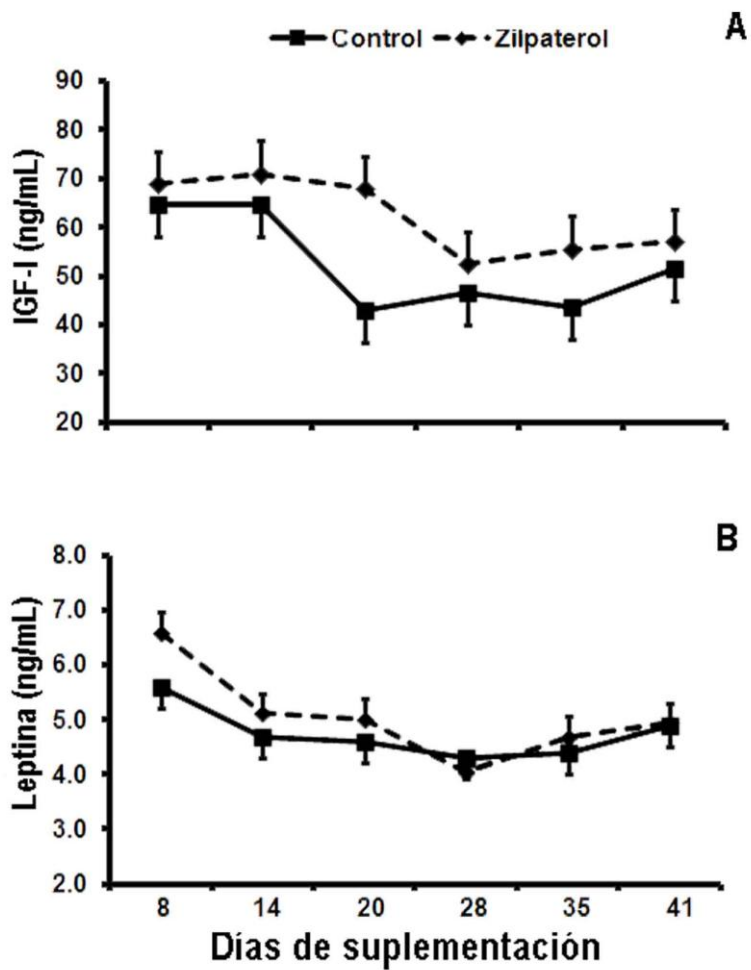 A
Control Zilpaterol
90
80
70
60
50
40
30
20
IGF-I (ng/mL)
B
8.0
7.0
6.0
5.0
4.0
3.0
2.0
Leptina (ng/mL)
8 14 20 28 35 41
Días de suplementación